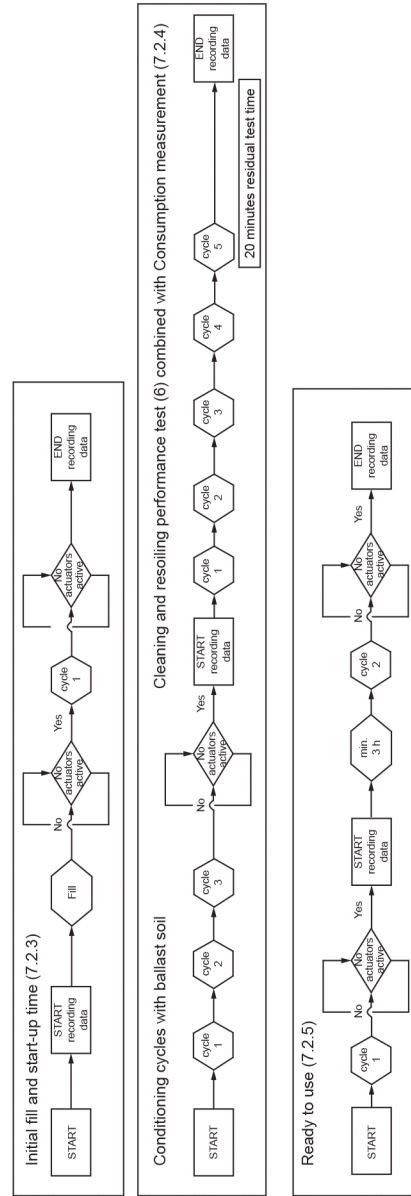 Initial fill and start-up time (7.2.3)
START
START
recording
data
Fill
No
actuators
active
No
Yes
cycle
1
No
actuators
active
END
recording
data
Conditioning cycles with ballast soil
Cleaning and resoiling performance test (6) combined with Consumption measurement (7.2.4)
START
cycle
1
cycle
2
cycle
3
No
actuators
active
No
Yes
START
recording
data
cycle
1
cycle
2
cycle
3
cycle
4
cycle
5
END
recording
data
20 minutes residual test time
Ready to use (7.2.5)
START
cycle
1
No
actuators
active
No
Yes
START
recording
data
min.
3 h
cycle
2
No
actuators
active
No
Yes
END
recording
data